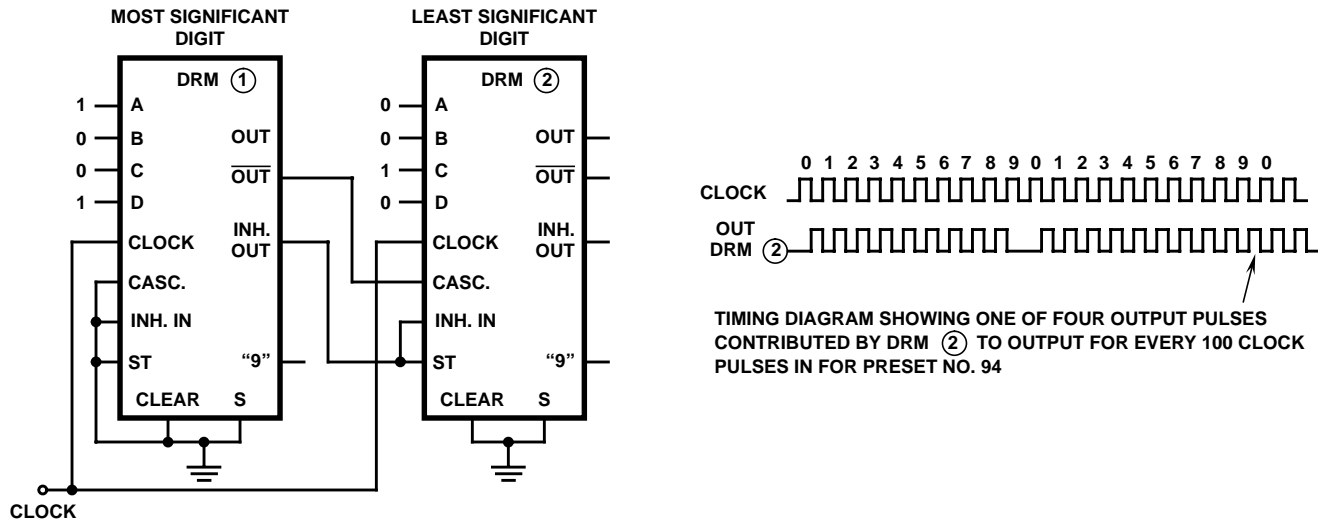 MOST SIGNIFICANT
DIGIT
DRM 1
1 A
0 B
0 C
1 D
CLOCK
CASC.
INH. IN
ST
OUT
OUT
INH.
OUT
“9”
CLEAR S
CLOCK
LEAST SIGNIFICANT
DIGIT
DRM 2
0 A
0 B
1 C
0 D
CLOCK
CASC.
INH. IN
ST
OUT
OUT
INH.
OUT
“9”
CLEAR S
0 1 2 3 4 5 6 7 8 9 0 1 2 3 4 5 6 7 8 9 0
CLOCK
OUT
DRM 2
TIMING DIAGRAM SHOWING ONE OF FOUR OUTPUT PULSES
CONTRIBUTED BY DRM 2 TO OUTPUT FOR EVERY 100 CLOCK
PULSES IN FOR PRESET NO. 94